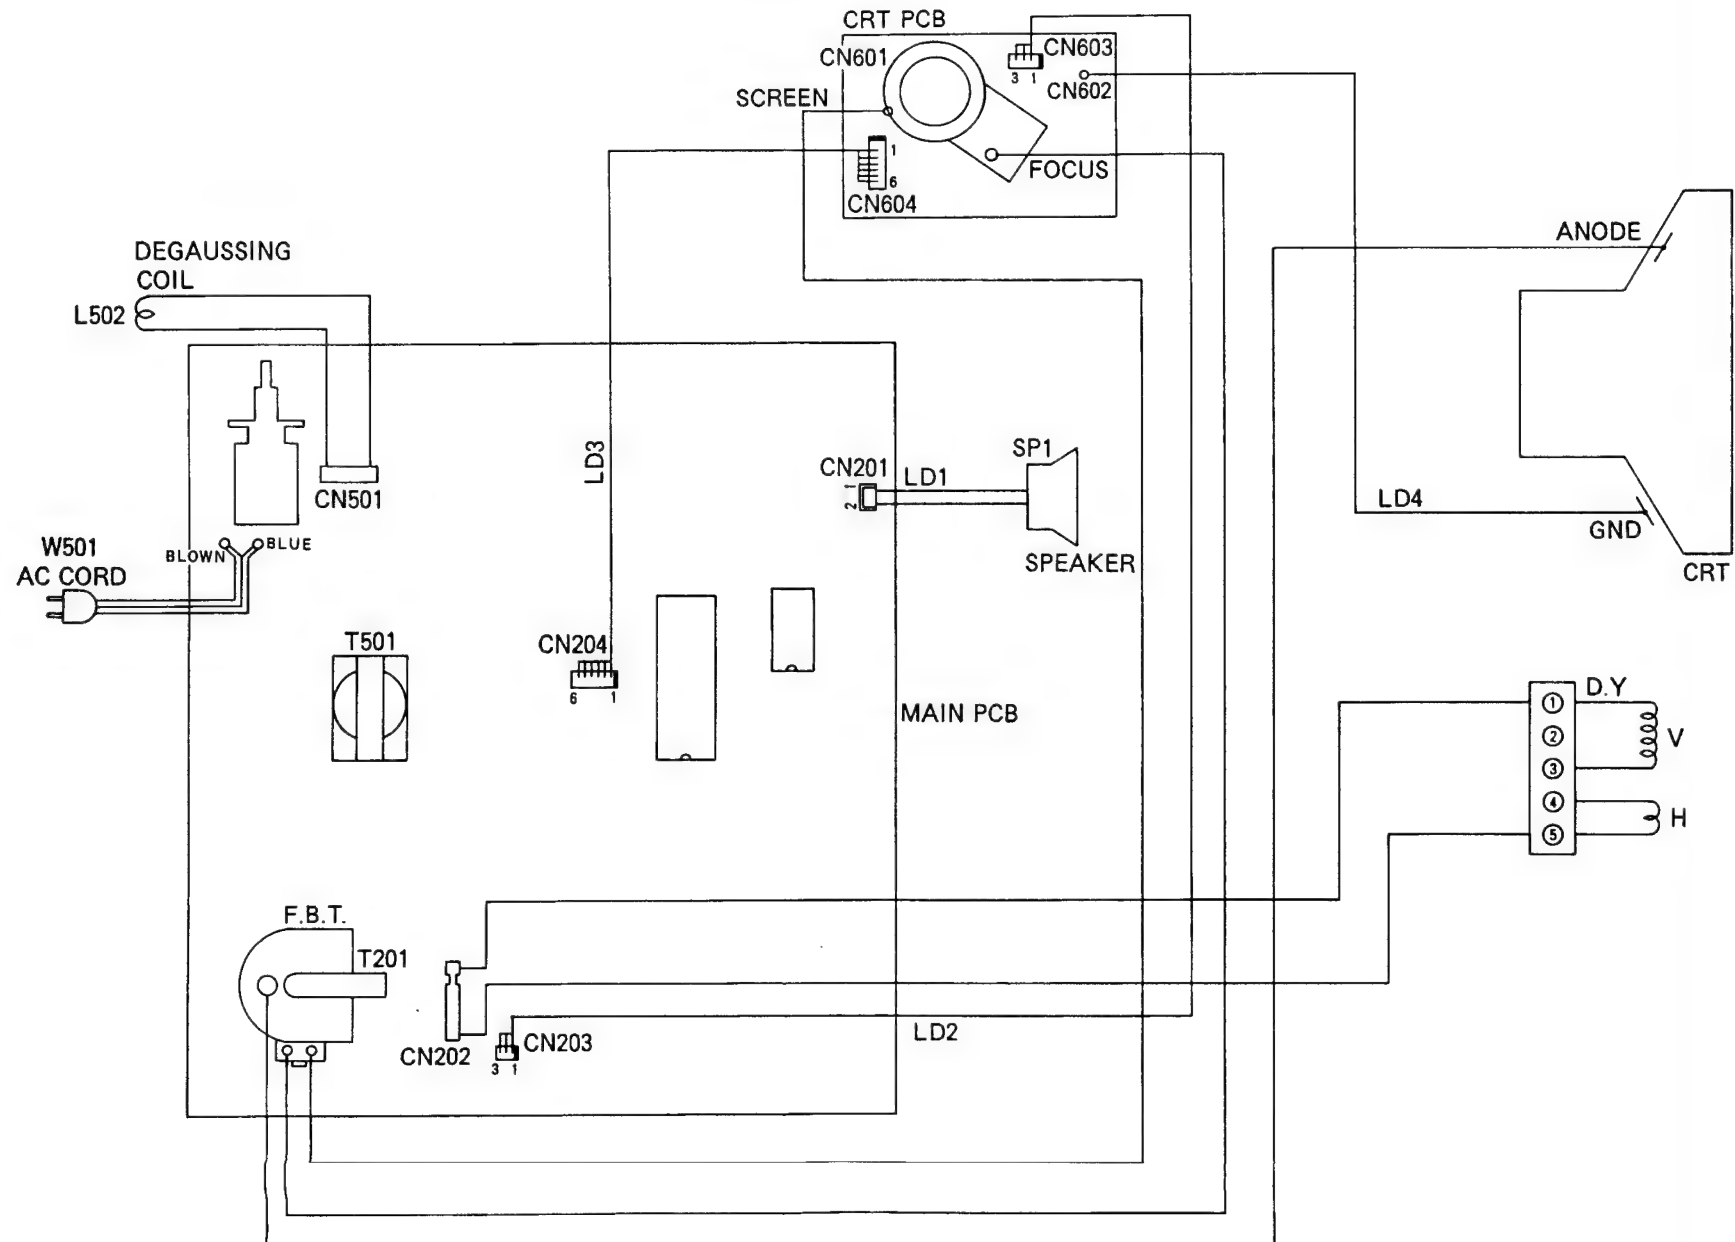 CRT PCB
CN601
CN603
3 1
CN602
SCREEN
1
FOCUS
6
CN604
ANODE
DEGAUSSING
COIL
L502
LD3
SP1
CN201
LD1
1
2
CN501
LD4
GND
W501
AC CORD
BLOWN
BLUE
SPEAKER
CRT
T501
CN204
6 1
MAIN PCB
D.Y
1
2
3
4
5
V
H
F.B.T.
T201
CN202
CN203
3 1
LD2